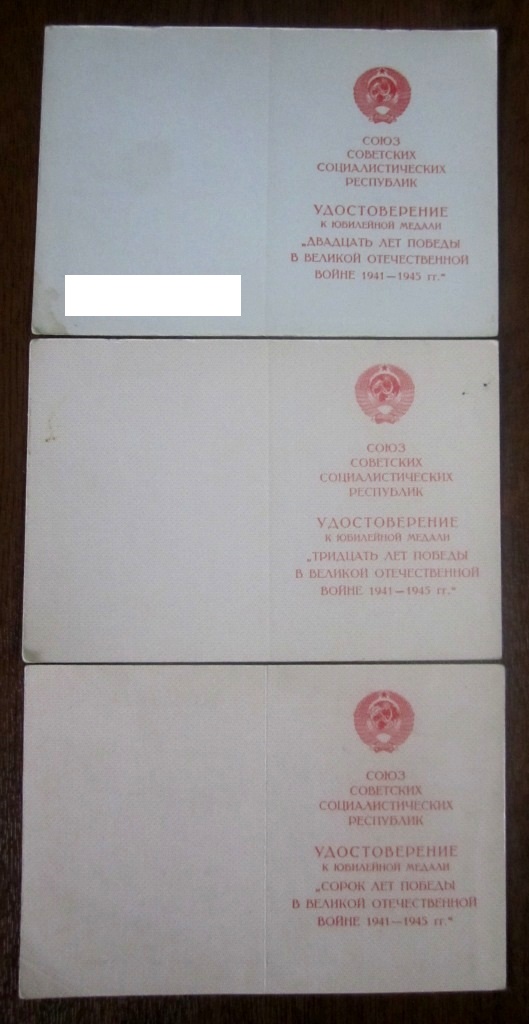 СОЮЗ
СОВЕТСКИХ
СОЦИАЛИСТИЧЕСКИХ
РЕСПУБЛИК
УДОСТОВЕРЕНИЕ
К ЮБИЛЕЙНОЙ МЕДАЛИ
„ДВАДЦАТЬ ЛЕТ ПОБЕДЫ
В ВЕЛИКОЙ ОТЕЧЕСТВЕННОЙ
ВОЙНЕ 1941—1945 гг.“
СОЮЗ
СОВЕТСКИХ
СОЦИАЛИСТИЧЕСКИХ
РЕСПУБЛИК
УДОСТОВЕРЕНИЕ
К ЮБИЛЕЙНОЙ МЕДАЛИ
„ТРИДЦАТЬ ЛЕТ ПОБЕДЫ
В ВЕЛИКОЙ ОТЕЧЕСТВЕННОЙ
ВОЙНЕ 1941—1945 гг.“
СОЮЗ
СОВЕТСКИХ
СОЦИАЛИСТИЧЕСКИХ
РЕСПУБЛИК
УДОСТОВЕРЕНИЕ
К ЮБИЛЕЙНОЙ МЕДАЛИ
„СОРОК ЛЕТ ПОБЕДЫ
В ВЕЛИКОЙ ОТЕЧЕСТВЕННОЙ
ВОЙНЕ 1941—1945 гг.“